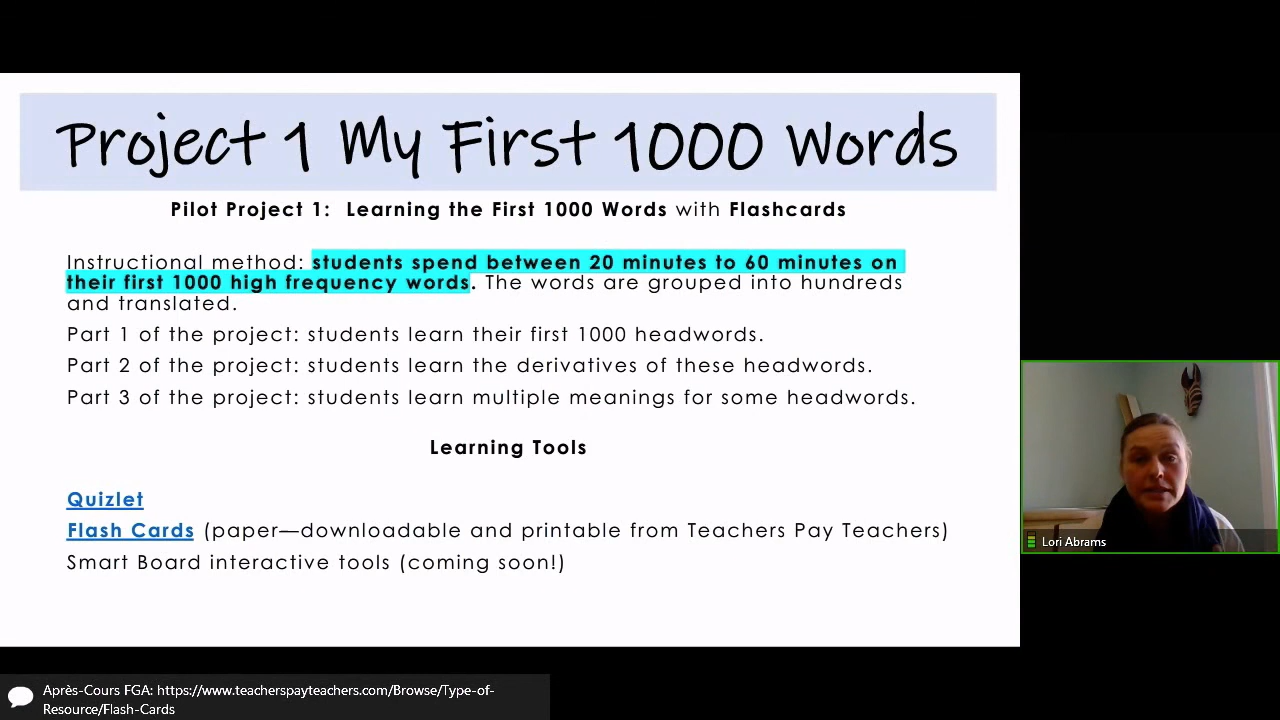 Project 1 My First 1000 Words
Pilot Project 1: Learning the First 1000 Words with Flashcards
Instructional method: students spend between 20 minutes to 60 minutes on
their first 1000 high frequency words. The words are grouped into hundreds
and translated.
Part 1 of the project: students learn their first 1000 headwords.
Part 2 of the project: students learn the derivatives of these headwords.
Part 3 of the project: students learn multiple meanings for some headwords.
Learning Tools
Quizlet
Flash Cards (paper—downloadable and printable from Teachers Pay Teachers)
Smart Board interactive tools (coming soon!)
Lori Abrams
Après-Cours FGA: https://www.teacherspayteachers.com/Browse/Type-of-
Resource/Flash-Cards